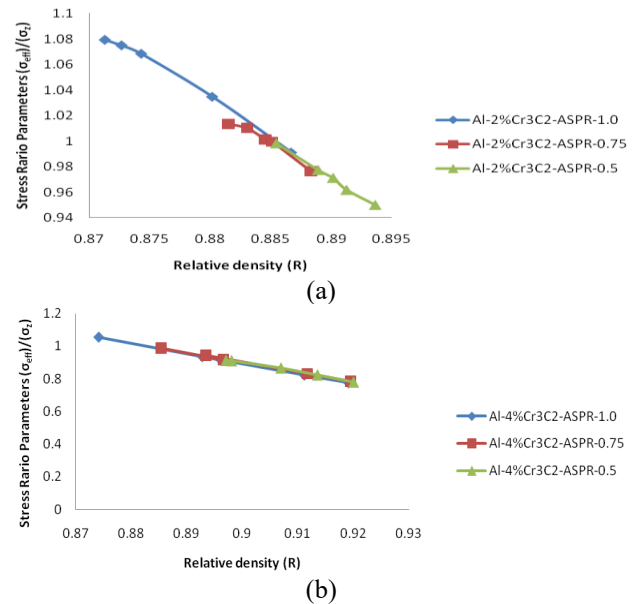 1.1
1.08
1.06
1.04
1.02
1
0.98
0.96
0.94
Stress Rario Parameters (σeff)/(σz)
0.87 0.875 0.88 0.885 0.89 0.895
Relative density (R)
Al-2%Cr3C2-ASPR-1.0
Al-2%Cr3C2-ASPR-0.75
Al-2%Cr3C2-ASPR-0.5
(a)
1.2
1
0.8
0.6
0.4
0.2
0
Stress Rario Parameters (σeff)/(σz)
0.87 0.88 0.89 0.9 0.91 0.92 0.93
Relative density (R)
Al-4%Cr3C2-ASPR-1.0
Al-4%Cr3C2-ASPR-0.75
Al-4%Cr3C2-ASPR-0.5
(b)